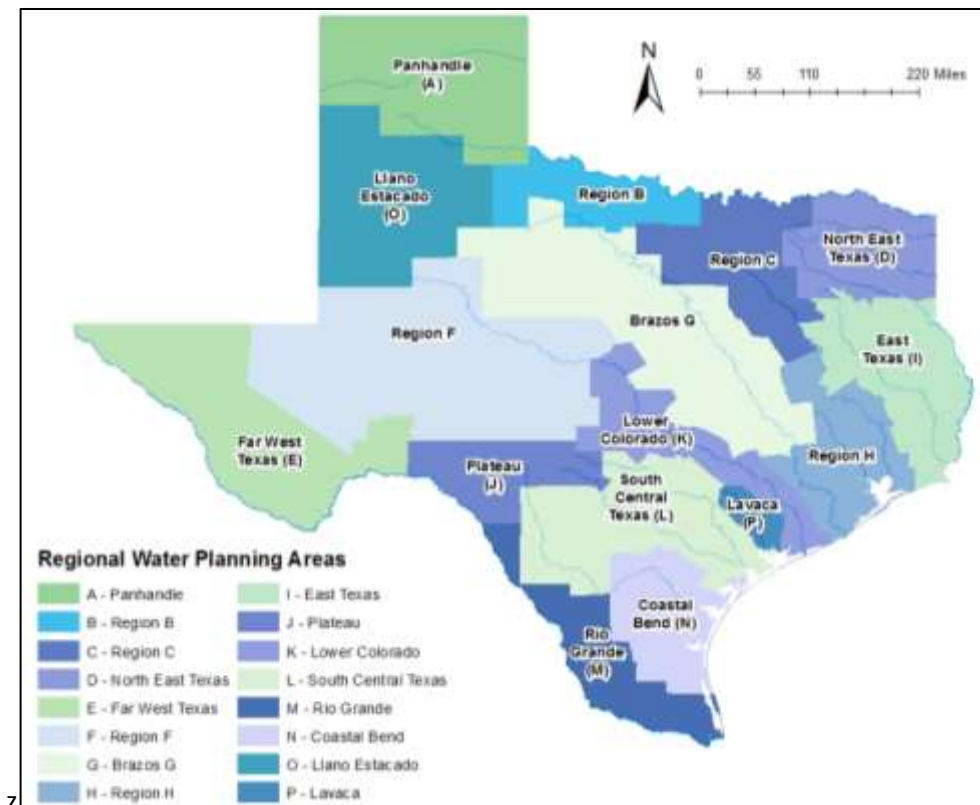 Panhandle
(A)
N
0 55 110 220 Miles
Llano
Estacado
(O)
Region B
Region C
North East
Texas (D)
Region F
Brazos G
East
Texas (I)
Far West
Texas (E)
Lower
Colorado (K)
Region H
Plateau
(J)
South
Central
Texas (L)
Lavaca
(P)
Coastal
Bend (N)
Rio
Grande
(M)
Regional Water Planning Areas
A - Panhandle
B - Region B
C - Region C
D - North East Texas
E - Far West Texas
F - Region F
G - Brazos G
H - Region H
I - East Texas
J - Plateau
K - Lower Colorado
L - South Central Texas
M - Rio Grande
N - Coastal Bend
O - Llano Estacado
P - Lavaca
7